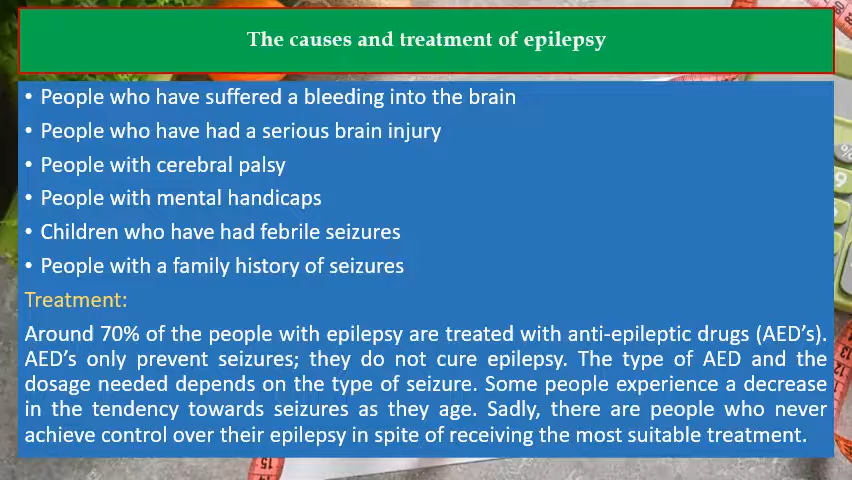 The causes and treatment of epilepsy
• People who have suffered a bleeding into the brain
• People who have had a serious brain injury
• People with cerebral palsy
• People with mental handicaps
• Children who have had febrile seizures
• People with a family history of seizures
Treatment:
Around 70% of the people with epilepsy are treated with anti-epileptic drugs (AED's).
AED's only prevent seizures; they do not cure epilepsy. The type of AED and the
dosage needed depends on the type of seizure. Some people experience a decrease
in the tendency towards seizures as they age. Sadly, there are people who never
achieve control over their epilepsy in spite of receiving the most suitable treatment.
80
81
%
9
15